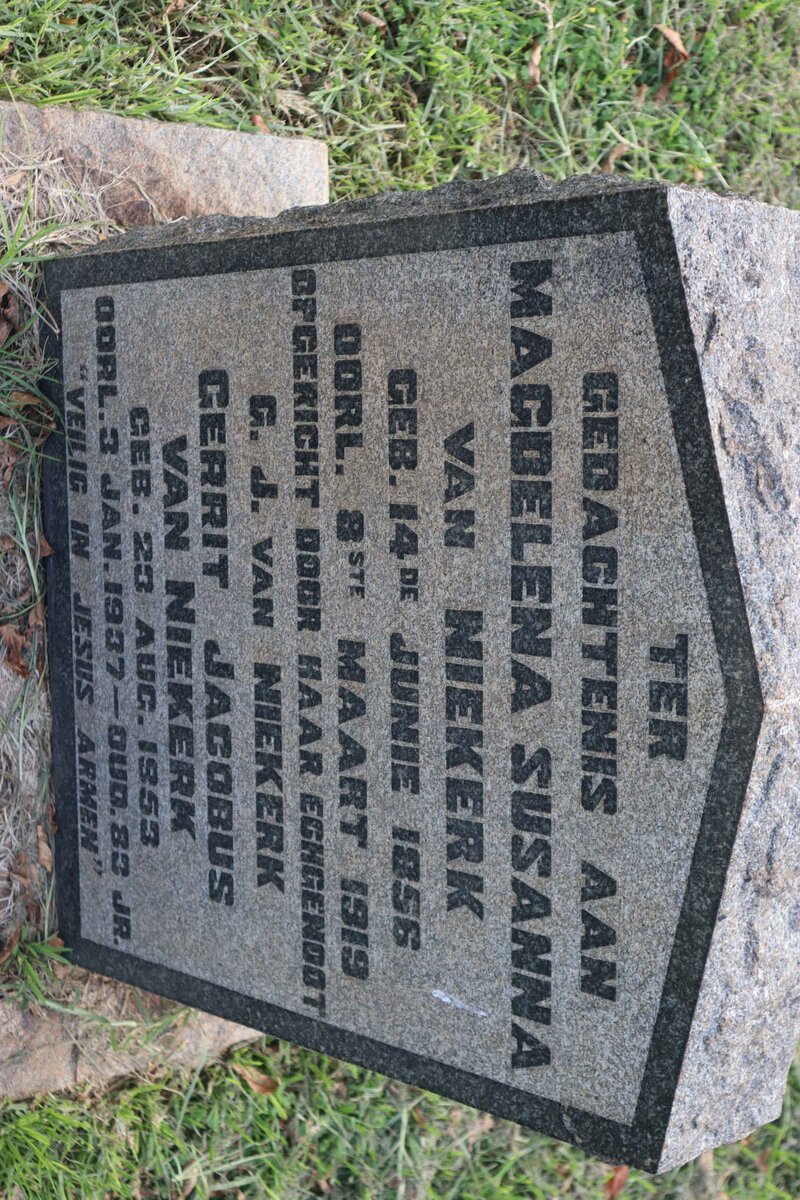 TER
GEDACHTENIS AAN
MAGDELENA SUSANNA
VAN NIEKERK
GEB. 14DE JUNIE 1856
OORL. 8STE MAART 1919
OPGERICHT DOOR HAAR ECHGENOOT
G. J. VAN NIEKERK
GERRIT JACOBUS
VAN NIEKERK
GEB. 23 AUG. 1853
OORL. 3 JAN. 1937 — OUD. 83 JR.
"VEILIG IN JESUS ARMEN"